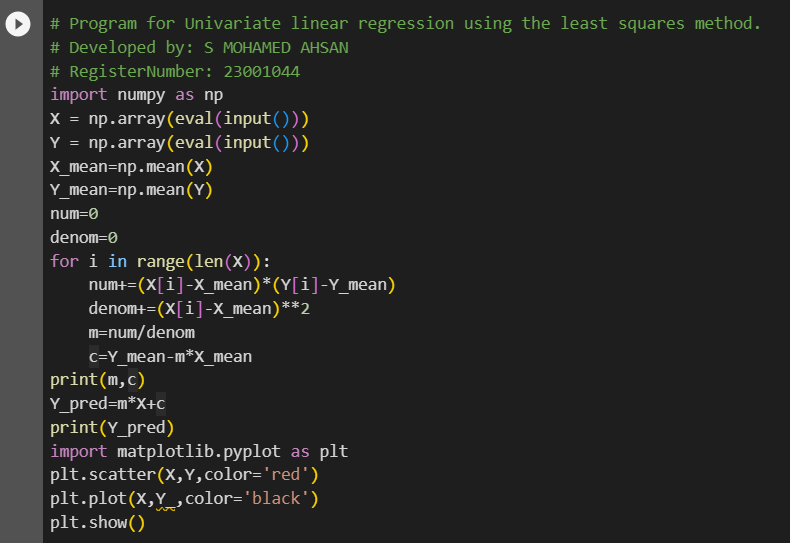 # Program for Univariate linear regression using the least squares method.
# Developed by: S MOHAMED AHSAN
# RegisterNumber: 23001044
import numpy as np
X = np.array(eval(input()))
Y = np.array(eval(input()))
X_mean=np.mean(X)
Y_mean=np.mean(Y)
num=0
denom=0
for i in range(len(X)):
    num+=(X[i]-X_mean)*(Y[i]-Y_mean)
    denom+=(X[i]-X_mean)**2
    m=num/denom
    c=Y_mean-m*X_mean
print(m,c)
Y_pred=m*X+c
print(Y_pred)
import matplotlib.pyplot as plt
plt.scatter(X,Y,color='red')
plt.plot(X,Y_,color='black')
plt.show()